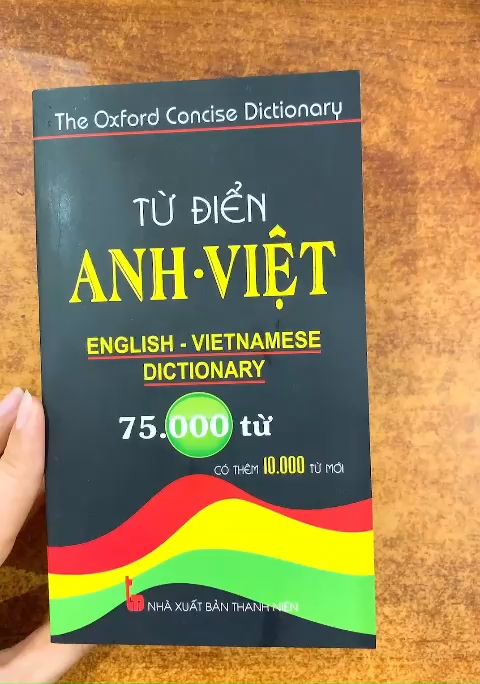 The Oxford Concise Dictionary
TỪ ĐIỂN
ANH·VIỆT
ENGLISH - VIETNAMESE
DICTIONARY
75.000 từ
CÓ THÊM 10.000 TỪ MỚI
NHÀ XUẤT BẢN THANH NIÊN